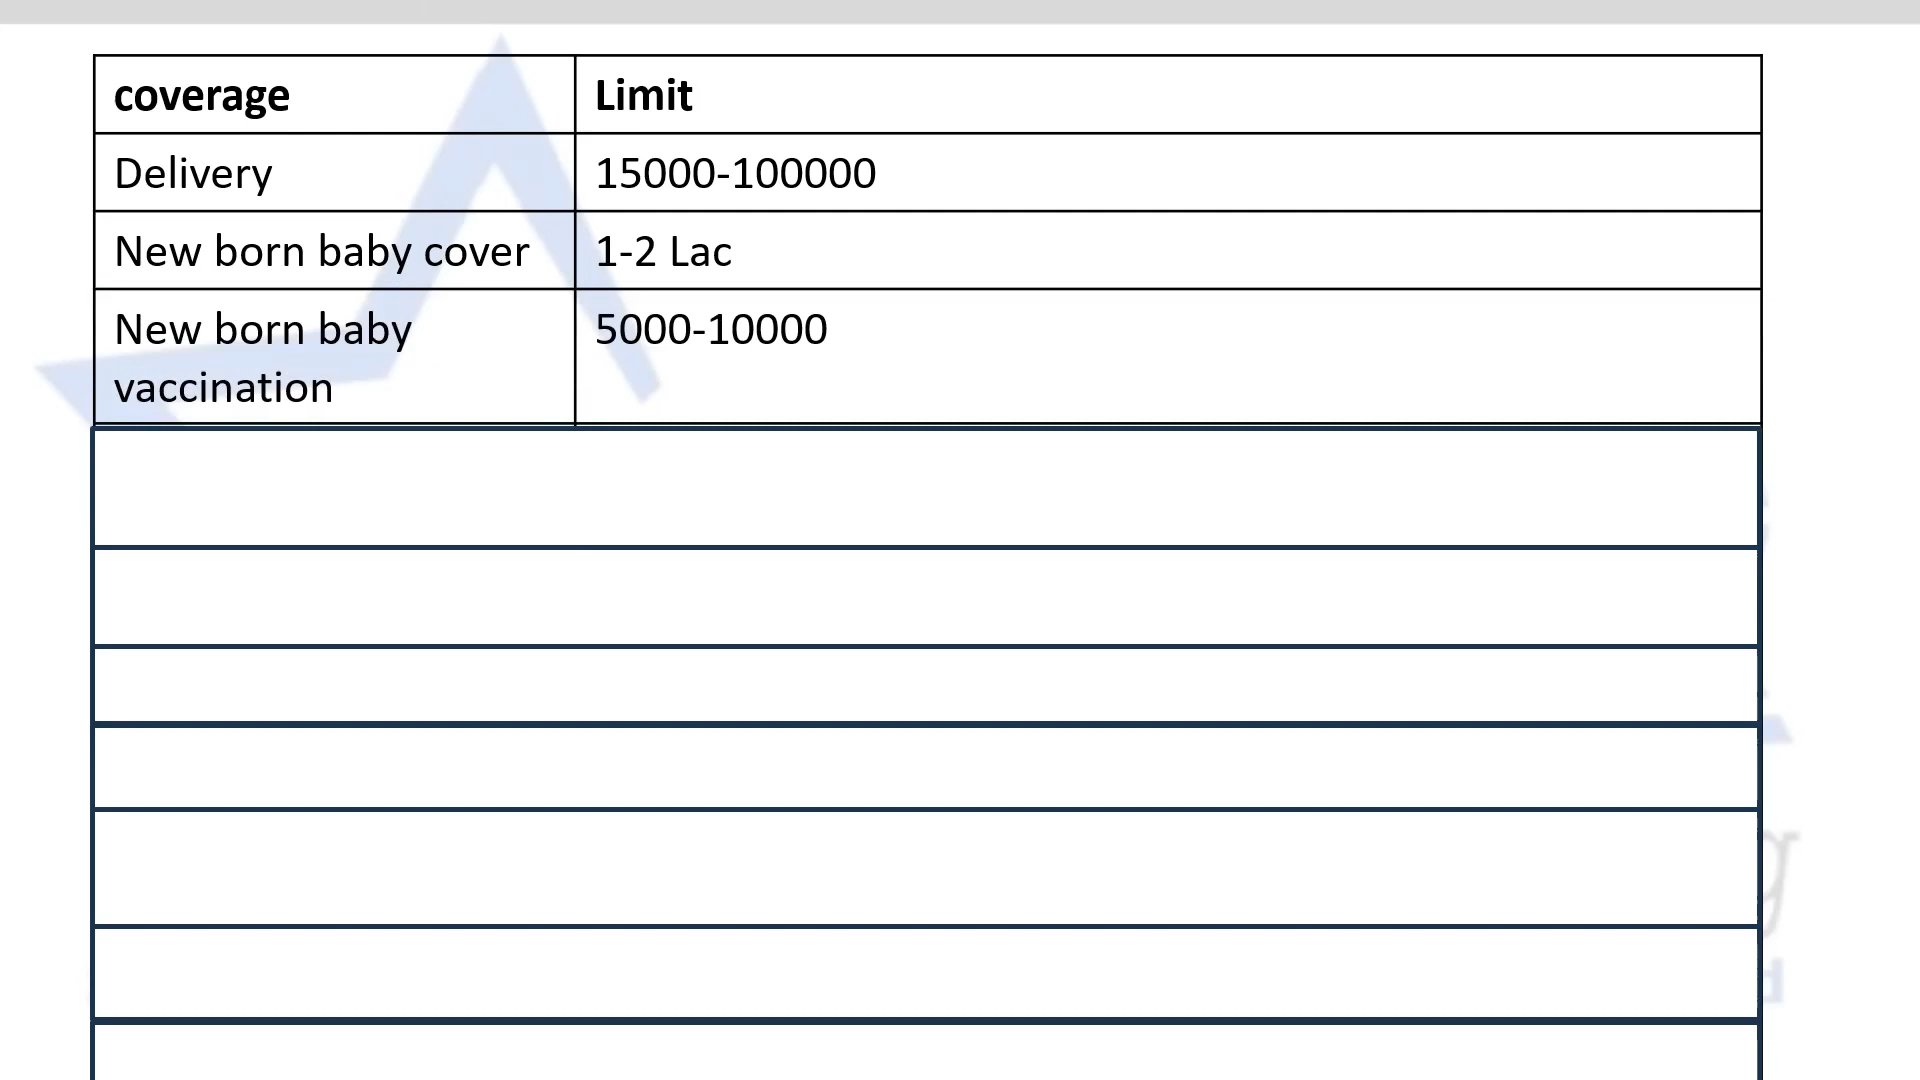 coverage Limit
Delivery 15000-100000
New born baby cover 1-2 Lac
New born baby 5000-10000
vaccination